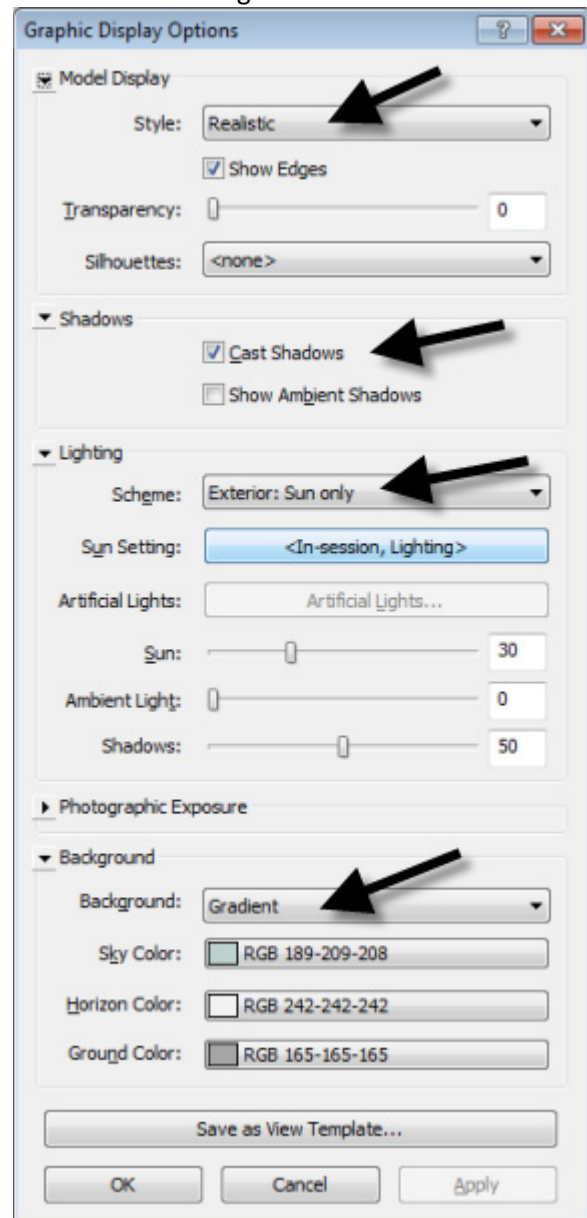 Graphic Display Options
Model Display
Style: Realistic
Show Edges
Transparency: 0
Silhouettes: <none>
Shadows
Cast Shadows
Show Ambient Shadows
Lighting
Scheme: Exterior: Sun only
Sun Setting: <In-session, Lighting>
Artificial Lights: Artificial Lights...
Sun: 30
Ambient Light: 0
Shadows: 50
Photographic Exposure
Background
Background: Gradient
Sky Color: RGB 189-209-208
Horizon Color: RGB 242-242-242
Ground Color: RGB 165-165-165
Save as View Template...
OK Cancel Apply